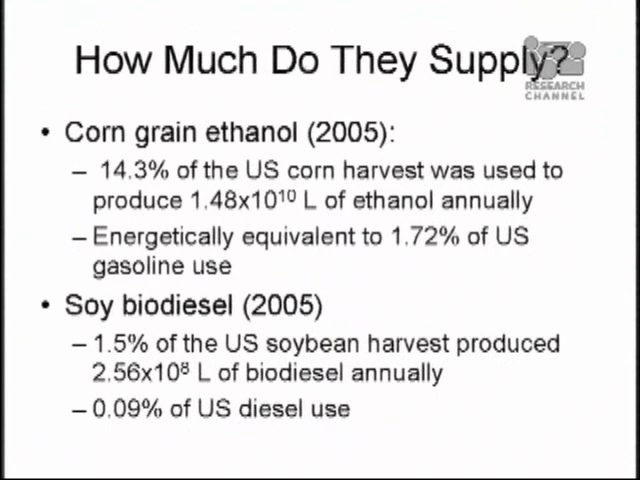 How Much Do They Supply?
RESEARCH
CHANNEL
• Corn grain ethanol (2005):
– 14.3% of the US corn harvest was used to
produce 1.48x10¹⁰ L of ethanol annually
– Energetically equivalent to 1.72% of US
gasoline use
• Soy biodiesel (2005)
– 1.5% of the US soybean harvest produced
2.56x10⁸ L of biodiesel annually
– 0.09% of US diesel use